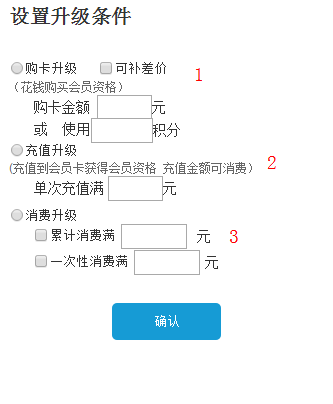 设置升级条件
购卡升级 可补差价 1
（花钱购买会员资格）
购卡金额 元
或 使用 积分
充值升级
(充值到会员卡获得会员资格 充值金额可消费） 2
单次充值满 元
消费升级
累计消费满 元 3
一次性消费满 元
确认